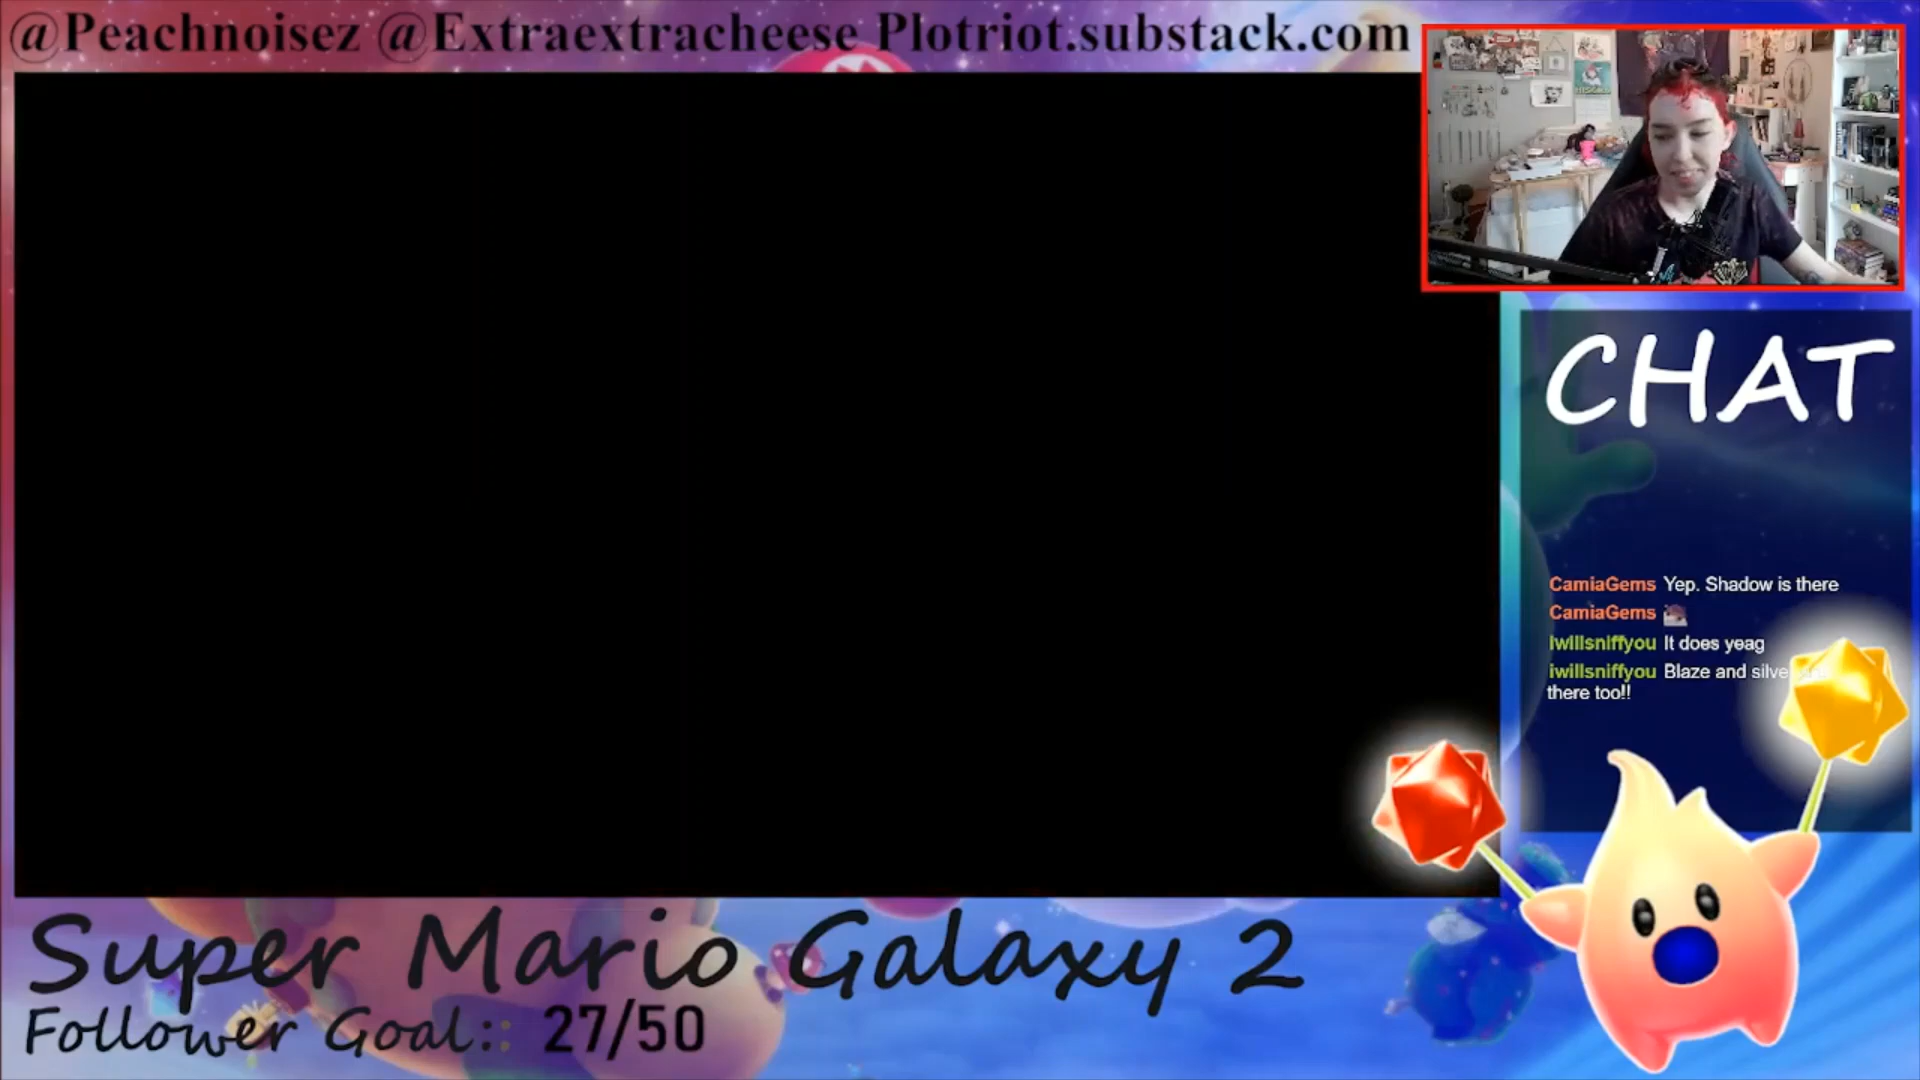 @Peachnoisez @Extraextracheese Plotriot.substack.com
CHAT
CamiaGems Yep. Shadow is there
CamiaGems
iwillsniffyou It does yeag
iwillsniffyou Blaze and silve
there too!!
Super Mario Galaxy 2
Follower Goal:: 27/50